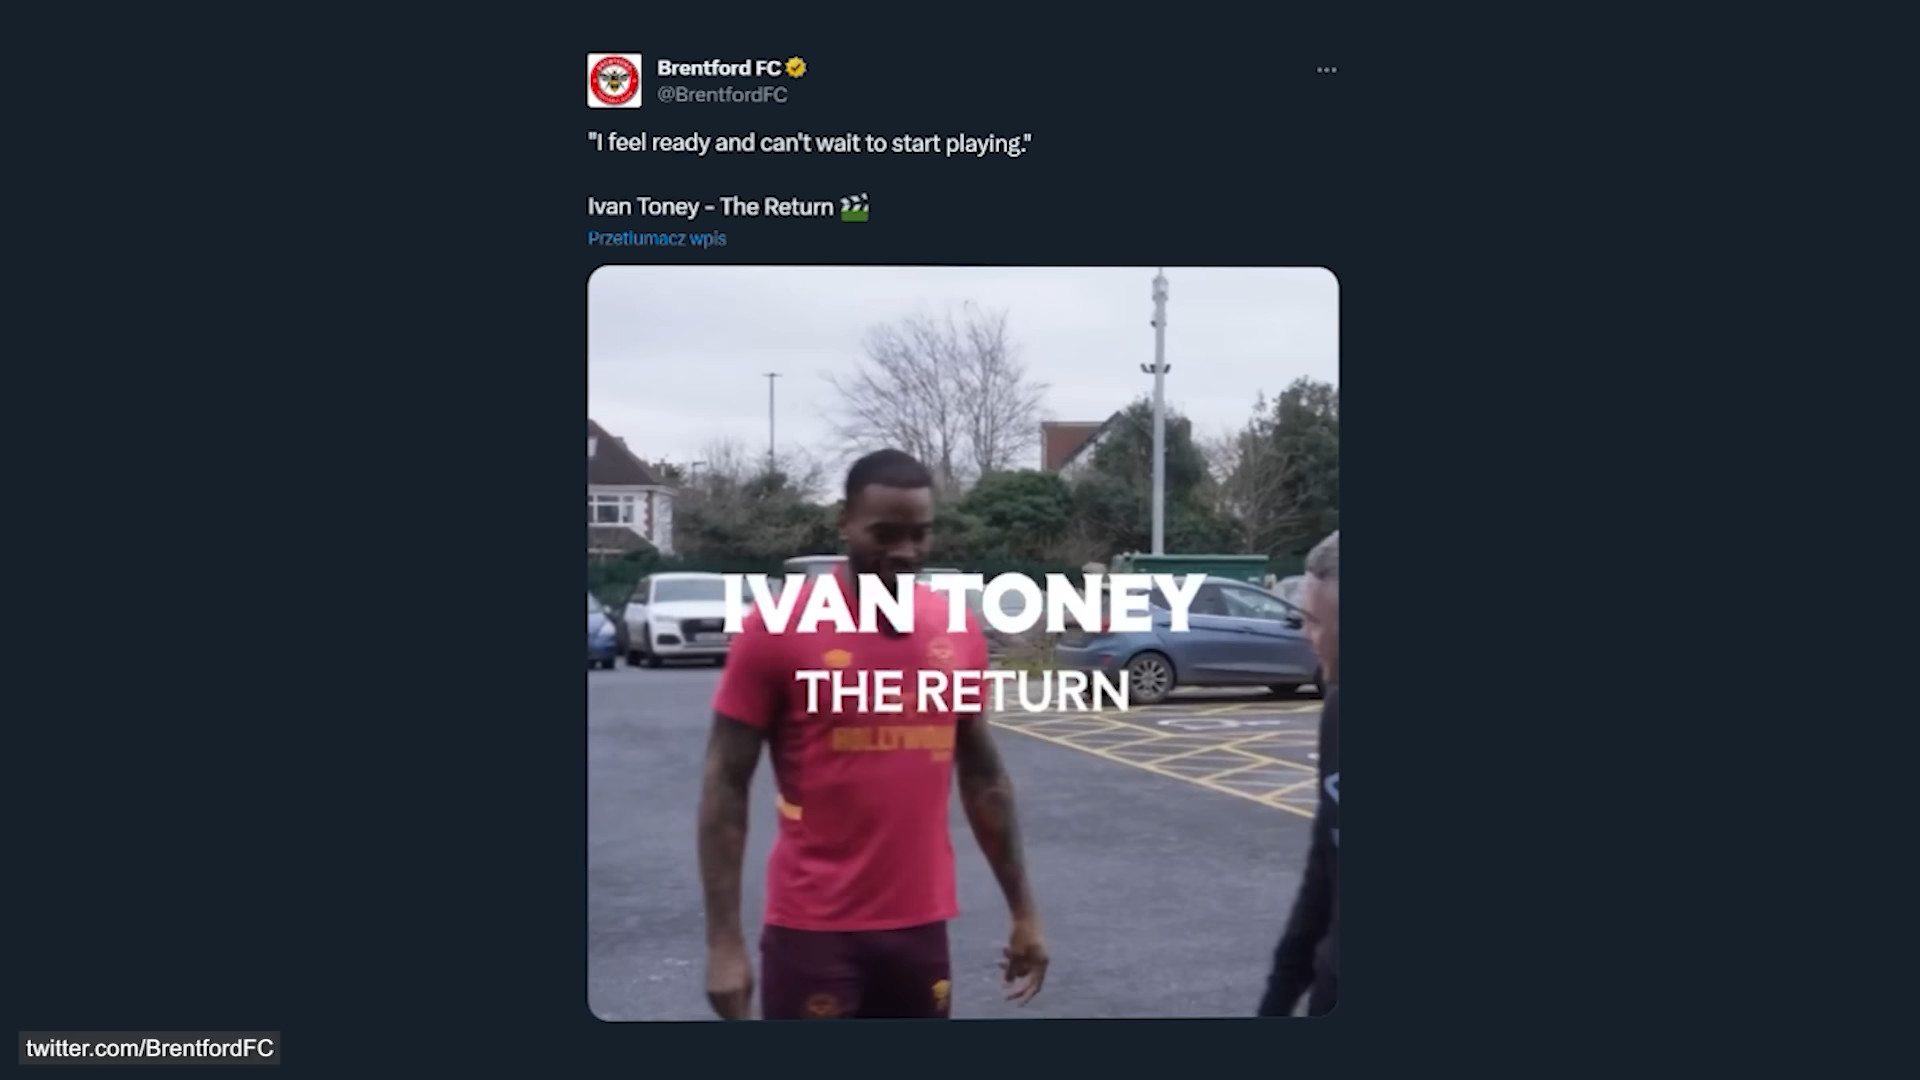 Brentford FC
@BrentfordFC
"I feel ready and can't wait to start playing."
Ivan Toney - The Return
Przetłumacz wpis
IVAN TONEY
THE RETURN
HOLLYWOOD
twitter.com/BrentfordFC